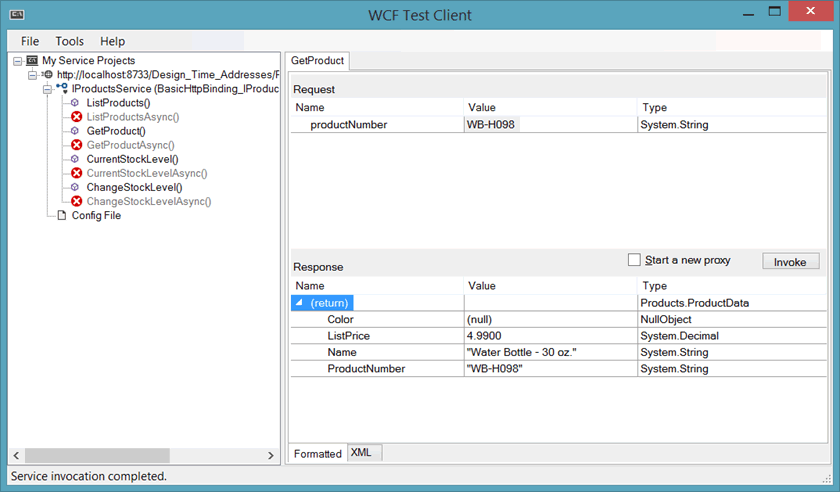 WCF Test Client
File Tools Help
My Service Projects
http://localhost:8733/Design_Time_Addresses/P
IProductsService (BasicHttpBinding_IProduc
ListProducts()
ListProductsAsync()
GetProduct()
GetProductAsync()
CurrentStockLevel()
CurrentStockLevelAsync()
ChangeStockLevel()
ChangeStockLevelAsync()
Config File
GetProduct
Request
Name Value Type
productNumber WB-H098 System.String
Start a new proxy Invoke
Response
Name Value Type
(return) Products.ProductData
Color (null) NullObject
ListPrice 4.9900 System.Decimal
Name "Water Bottle - 30 oz." System.String
ProductNumber "WB-H098" System.String
Formatted XML
Service invocation completed.